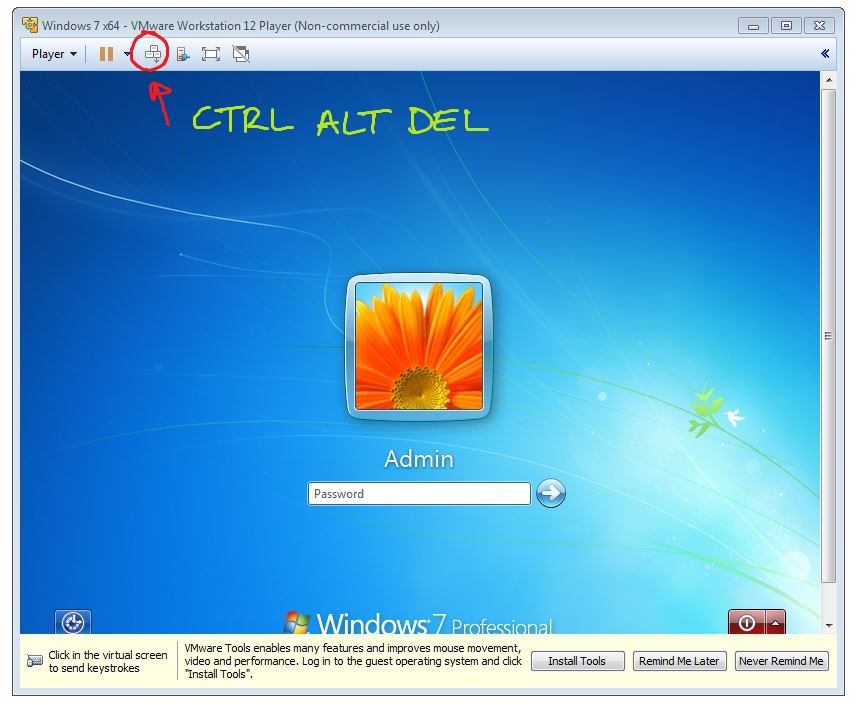 Windows 7 x64 - VMware Workstation 12 Player (Non-commercial use only)
Player
CTRL ALT DEL
Admin
Password
Windows 7 Professional
Click in the virtual screen
to send keystrokes
VMware Tools enables many features and improves mouse movement,
video and performance. Log in to the guest operating system and click
"Install Tools".
Install Tools
Remind Me Later
Never Remind Me